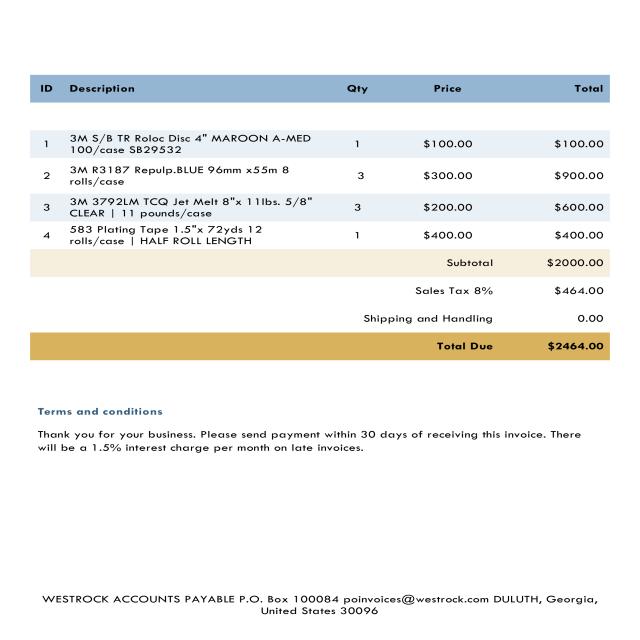 ID Description Qty Price Total
1 3M S/B TR Roloc Disc 4" MAROON A-MED 1 $100.00 $100.00
100/case SB29532
2 3M R3187 Repulp.BLUE 96mm x55m 8 3 $300.00 $900.00
rolls/case
3 3M 3792LM TCQ Jet Melt 8"x 11lbs. 5/8" 3 $200.00 $600.00
CLEAR | 11 pounds/case
4 583 Plating Tape 1.5"x 72yds 12 1 $400.00 $400.00
rolls/case | HALF ROLL LENGTH
Subtotal $2000.00
Sales Tax 8% $464.00
Shipping and Handling 0.00
Total Due $2464.00
Terms and conditions
Thank you for your business. Please send payment within 30 days of receiving this invoice. There
will be a 1.5% interest charge per month on late invoices.
WESTROCK ACCOUNTS PAYABLE P.O. Box 100084 poinvoices@westrock.com DULUTH, Georgia,
United States 30096